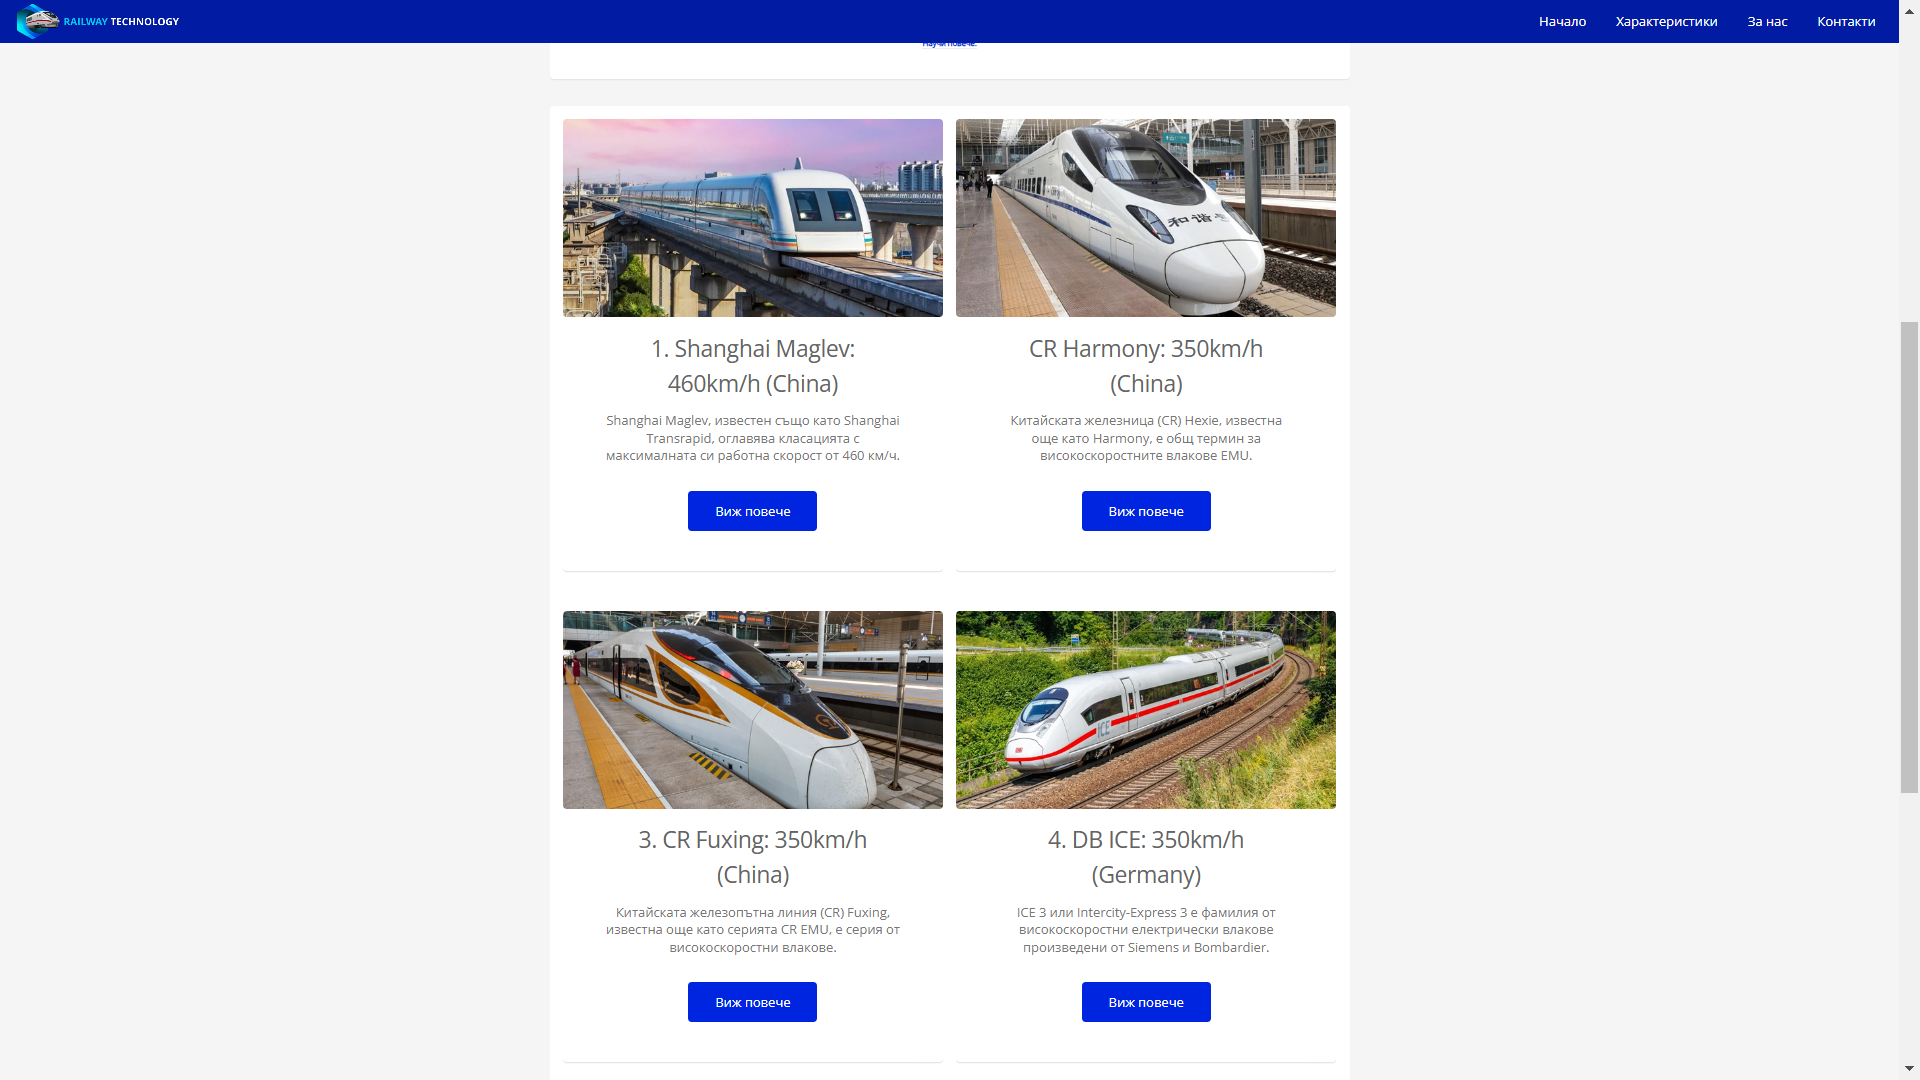 RAILWAY TECHNOLOGY
Начало
Характеристики
За нас
Контакти
Научи повече.
和谐号
1. Shanghai Maglev:
460km/h (China)
CR Harmony: 350km/h
(China)
Shanghai Maglev, известен също като Shanghai
Transrapid, оглавява класацията с
максималната си работна скорост от 460 км/ч.
Китайската железница (CR) Hexie, известна
още като Harmony, е общ термин за
високоскоростните влакове EMU.
Виж повече
Виж повече
ICE
3. CR Fuxing: 350km/h
(China)
4. DB ICE: 350km/h
(Germany)
Китайската железопътна линия (CR) Fuxing,
известна още като серията CR EMU, е серия от
високоскоростни влакове.
ICE 3 или Intercity-Express 3 е фамилия от
високоскоростни електрически влакове
произведени от Siemens и Bombardier.
Виж повече
Виж повече